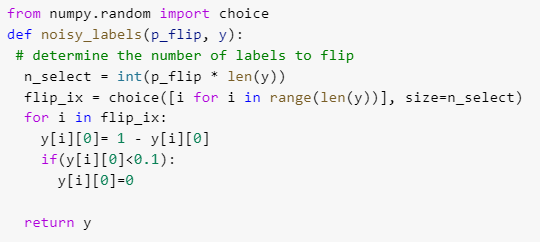 from numpy.random import choice
def noisy_labels(p_flip, y):
 # determine the number of labels to flip
  n_select = int(p_flip * len(y))
  flip_ix = choice([i for i in range(len(y))], size=n_select)
  for i in flip_ix:
    y[i][0]= 1 - y[i][0]
    if(y[i][0]<0.1):
      y[i][0]=0

  return y